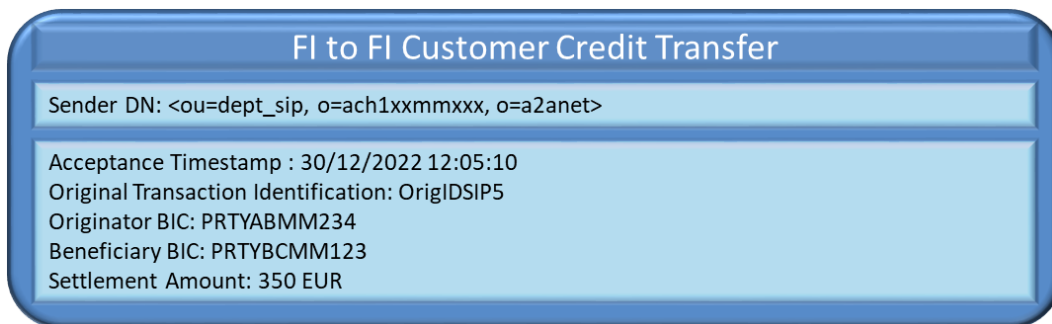 FI to FI Customer Credit Transfer
Sender DN: <ou=dept_sip, o=ach1xxmmxxx, o=a2anet>
Acceptance Timestamp : 30/12/2022 12:05:10
Original Transaction Identification: OrigIDSIP5
Originator BIC: PRTYABMM234
Beneficiary BIC: PRTYBCMM123
Settlement Amount: 350 EUR